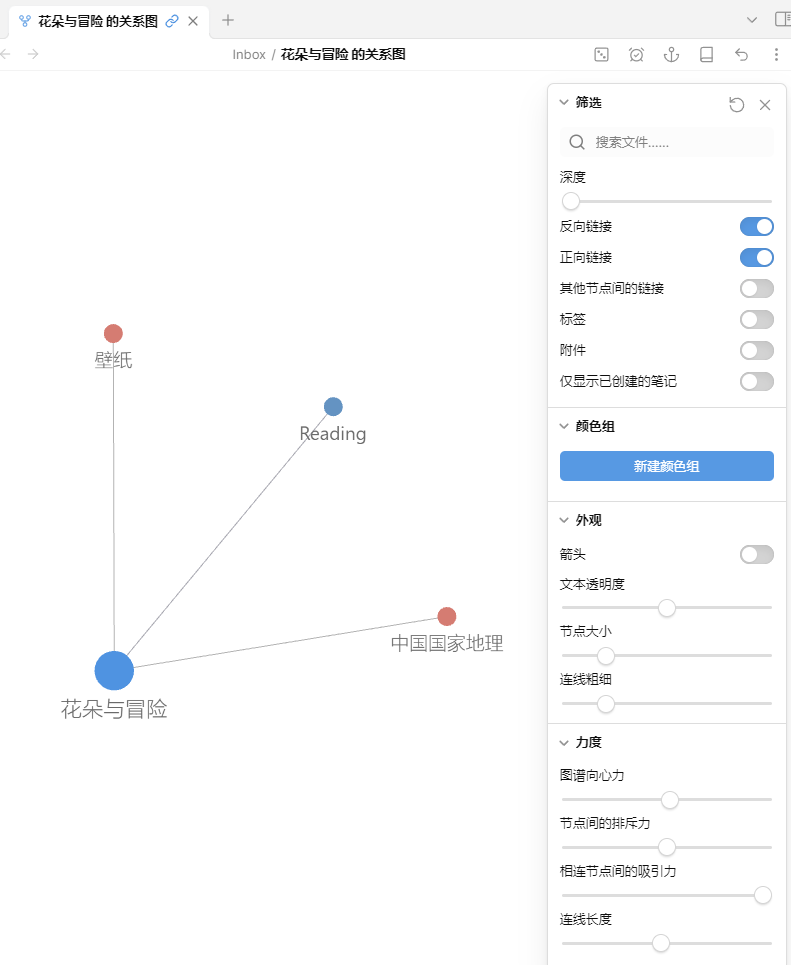 花朵与冒险 的关系图
Inbox / 花朵与冒险 的关系图
壁纸
Reading
中国国家地理
花朵与冒险
筛选
搜索文件......
深度
反向链接
正向链接
其他节点间的链接
标签
附件
仅显示已创建的笔记
颜色组
新建颜色组
外观
箭头
文本透明度
节点大小
连线粗细
力度
图谱向心力
节点间的排斥力
相连节点间的吸引力
连线长度